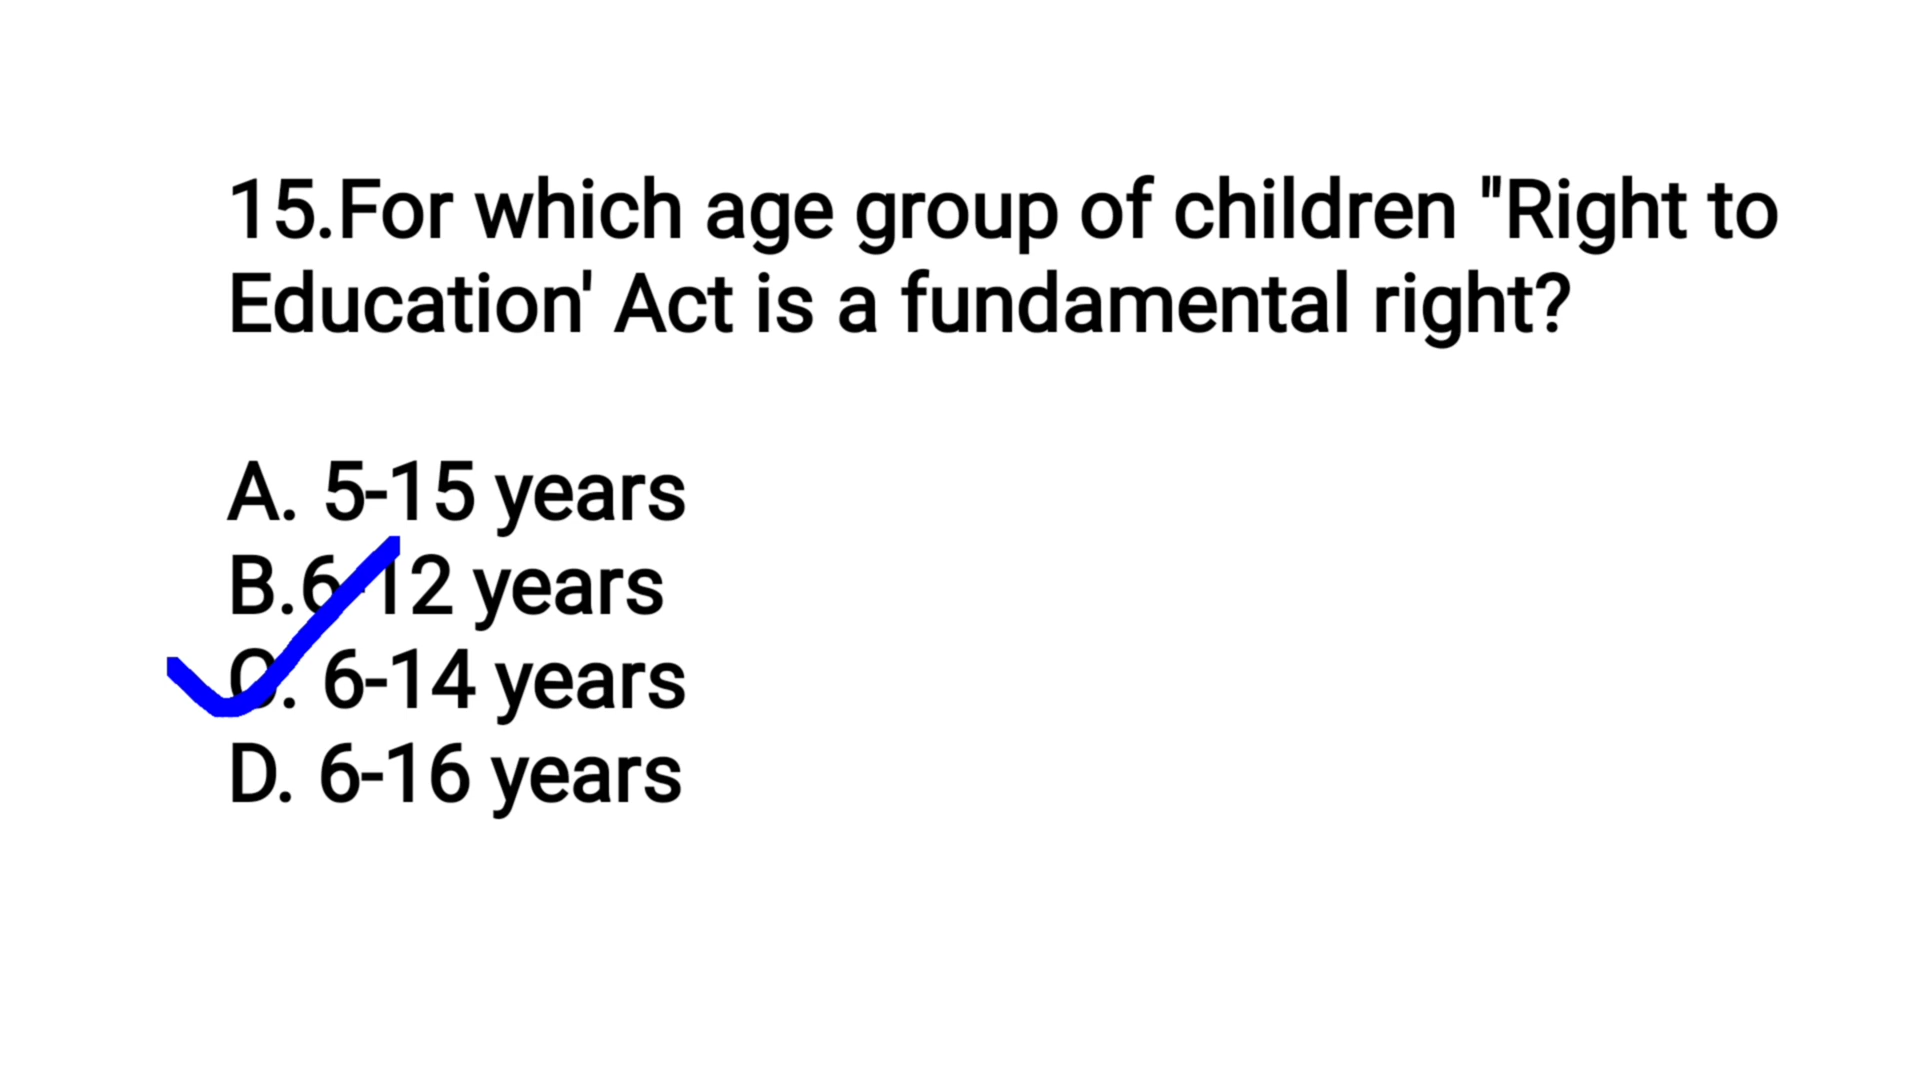 15.For which age group of children "Right to
Education' Act is a fundamental right?
A. 5-15 years
B.6-12 years
C. 6-14 years
D. 6-16 years